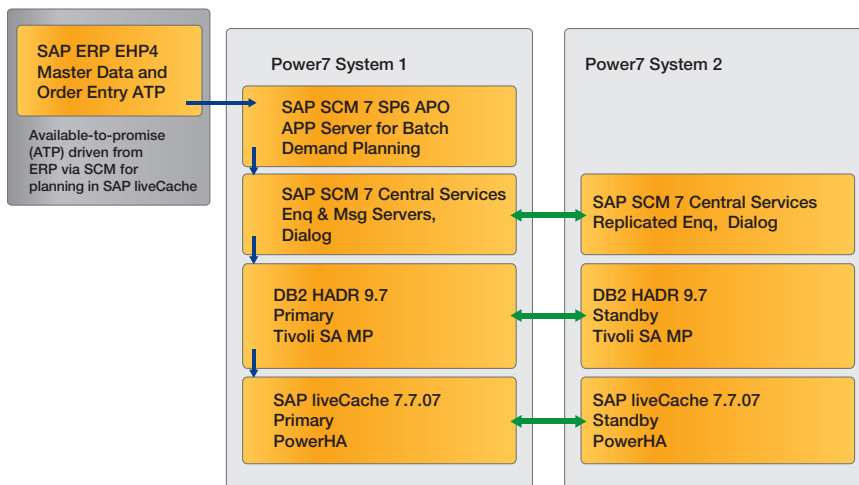 SAP ERP EHP4
Master Data and
Order Entry ATP
Available-to-promise
(ATP) driven from
ERP via SCM for
planning in SAP liveCache
Power7 System 1
SAP SCM 7 SP6 APO
APP Server for Batch
Demand Planning
SAP SCM 7 Central Services
Enq & Msg Servers,
Dialog
DB2 HADR 9.7
Primary
Tivoli SA MP
SAP liveCache 7.7.07
Primary
PowerHA
Power7 System 2
SAP SCM 7 Central Services
Replicated Enq, Dialog
DB2 HADR 9.7
Standby
Tivoli SA MP
SAP liveCache 7.7.07
Standby
PowerHA